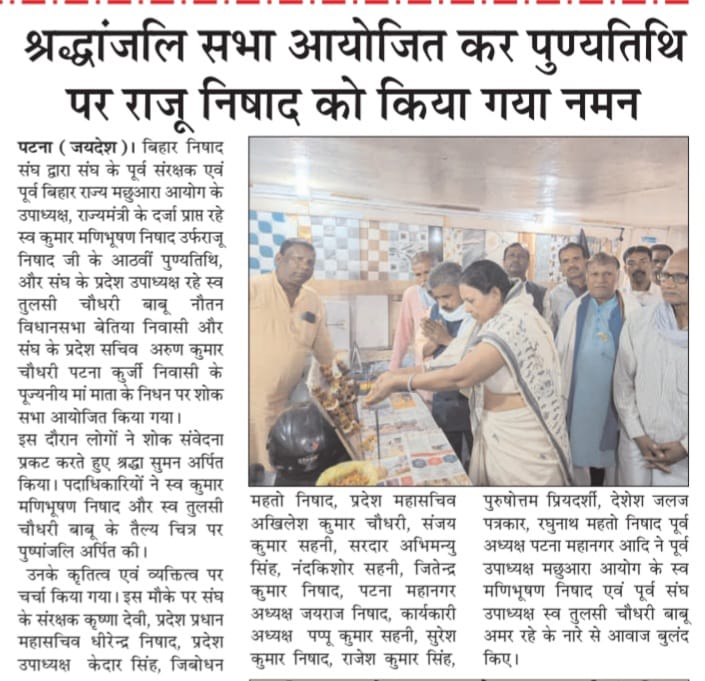 श्रद्धांजलि सभा आयोजित कर पुण्यतिथि
पर राजू निषाद को किया गया नमन
पटना ( जयदेश )। बिहार निषाद
संघ द्वारा संघ के पूर्व संरक्षक एवं
पूर्व बिहार राज्य मछुआरा आयोग के
उपाध्यक्ष, राज्यमंत्री के दर्जा प्राप्त रहे
स्व कुमार मणिभूषण निषाद उर्फराजू
निषाद जी के आठवीं पुण्यतिथि,
और संघ के प्रदेश उपाध्यक्ष रहे स्व
तुलसी चौधरी बाबू नौतन
विधानसभा बेतिया निवासी और
संघ के प्रदेश सचिव अरुण कुमार
चौधरी पटना कुर्जी निवासी के
पूज्यनीय मां माता के निधन पर शोक
सभा आयोजित किया गया।
इस दौरान लोगों ने शोक संवेदना
प्रकट करते हुए श्रद्धा सुमन अर्पित
किया। पदाधिकारियों ने स्व कुमार
मणिभूषण निषाद और स्व तुलसी
चौधरी बाबू के तैल्य चित्र पर
पुष्पांजलि अर्पित की।
उनके कृतित्व एवं व्यक्तित्व पर
चर्चा किया गया। इस मौके पर संघ
के संरक्षक कृष्णा देवी, प्रदेश प्रधान
महासचिव धीरेन्द्र निषाद, प्रदेश
उपाध्यक्ष केदार सिंह, जिबोधन
महतो निषाद, प्रदेश महासचिव
अखिलेश कुमार चौधरी, संजय
कुमार सहनी, सरदार अभिमन्यु
सिंह, नंदकिशोर सहनी, जितेन्द्र
कुमार निषाद, पटना महानगर
अध्यक्ष जयराज निषाद, कार्यकारी
अध्यक्ष पप्पू कुमार सहनी, सुरेश
कुमार निषाद, राजेश कुमार सिंह,
पुरुषोत्तम प्रियदर्शी, देशेश जलज
पत्रकार, रघुनाथ महतो निषाद पूर्व
अध्यक्ष पटना महानगर आदि ने पूर्व
उपाध्यक्ष मछुआरा आयोग के स्व
मणिभूषण निषाद एवं पूर्व संघ
उपाध्यक्ष स्व तुलसी चौधरी बाबू
अमर रहे के नारे से आवाज बुलंद
किए।